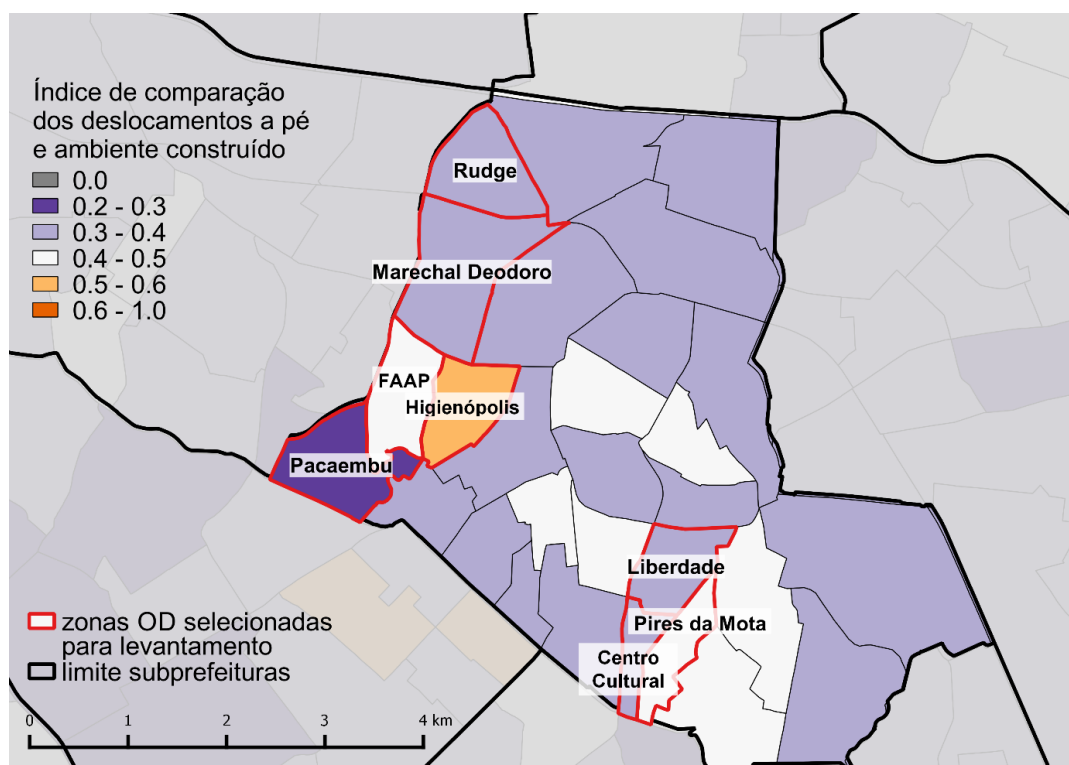 Índice de comparação
dos deslocamentos a pé
e ambiente construído
0.0
0.2 - 0.3
0.3 - 0.4
0.4 - 0.5
0.5 - 0.6
0.6 - 1.0
Rudge
Marechal Deodoro
FAAP
Higienópolis
Pacaembu
Liberdade
Pires da Mota
Centro
Cultural
zonas OD selecionadas
para levantamento
limite subprefeituras
0 1 2 3 4 km